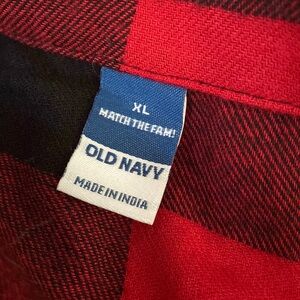 XL
MATCH THE FAM!
OLD NAVY
MADE IN INDIA